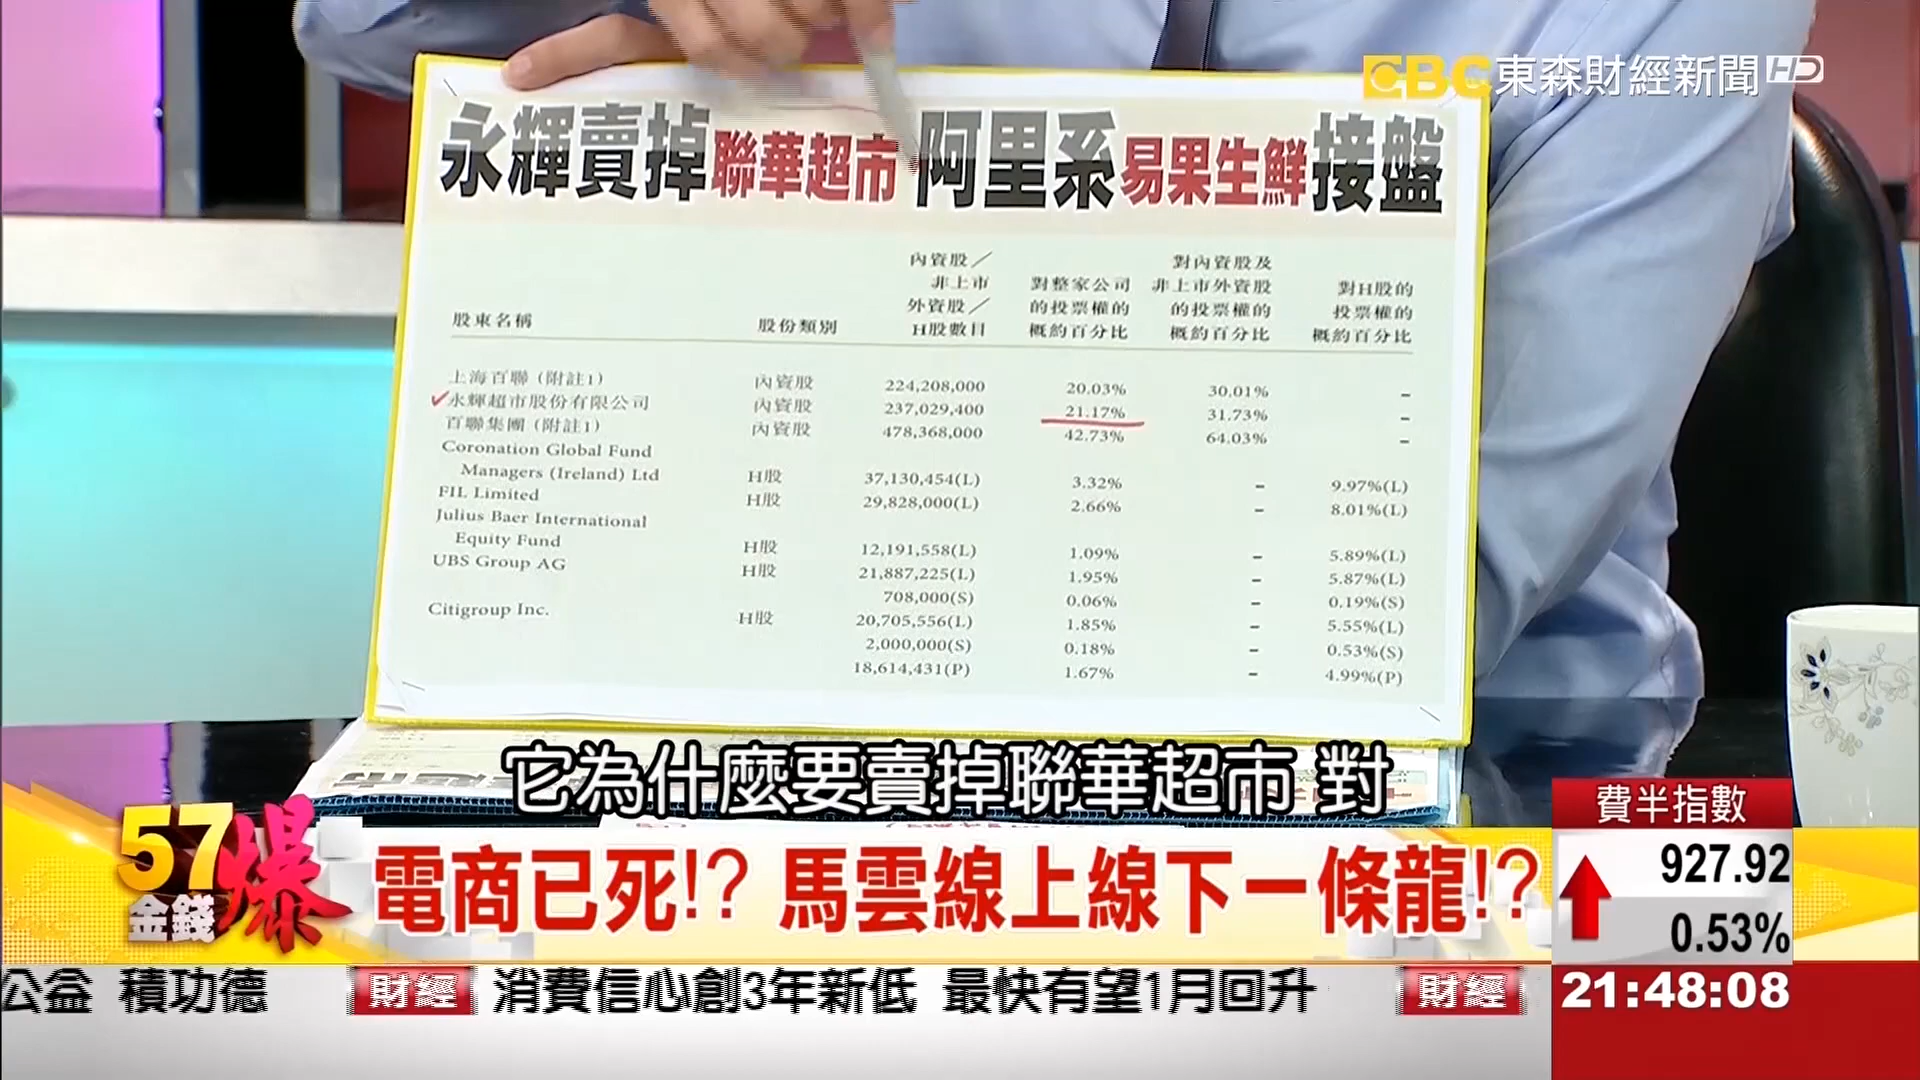 EBC 東森財經新聞 HD
永輝賣掉聯華超市 阿里系易果生鮮接盤
股東名稱 股份類別 內資股／非上市外資股／H股數目 對整家公司的投票權的概約百分比 對內資股及非上市外資股的投票權的概約百分比 對H股的投票權的概約百分比
上海百聯 (附註1) 內資股 224,208,000 20.03% 30.01% –
永輝超市股份有限公司 內資股 237,029,400 21.17% 31.73% –
百聯集團 (附註1) 內資股 478,368,000 42.73% 64.03% –
Coronation Global Fund
Managers (Ireland) Ltd H股 37,130,454(L) 3.32% – 9.97%(L)
FIL Limited H股 29,828,000(L) 2.66% – 8.01%(L)
Julius Baer International
Equity Fund H股 12,191,558(L) 1.09% – 5.89%(L)
UBS Group AG H股 21,887,225(L) 1.95% – 5.87%(L)
708,000(S) 0.06% – 0.19%(S)
Citigroup Inc. H股 20,705,556(L) 1.85% – 5.55%(L)
2,000,000(S) 0.18% – 0.53%(S)
18,614,431(P) 1.67% – 4.99%(P)
它為什麼要賣掉聯華超市 對
57金錢爆
電商已死!? 馬雲線上線下一條龍!?
費半指數
927.92
0.53%
公益 積功德 財經 消費信心創3年新低 最快有望1月回升 財經
21:48:08